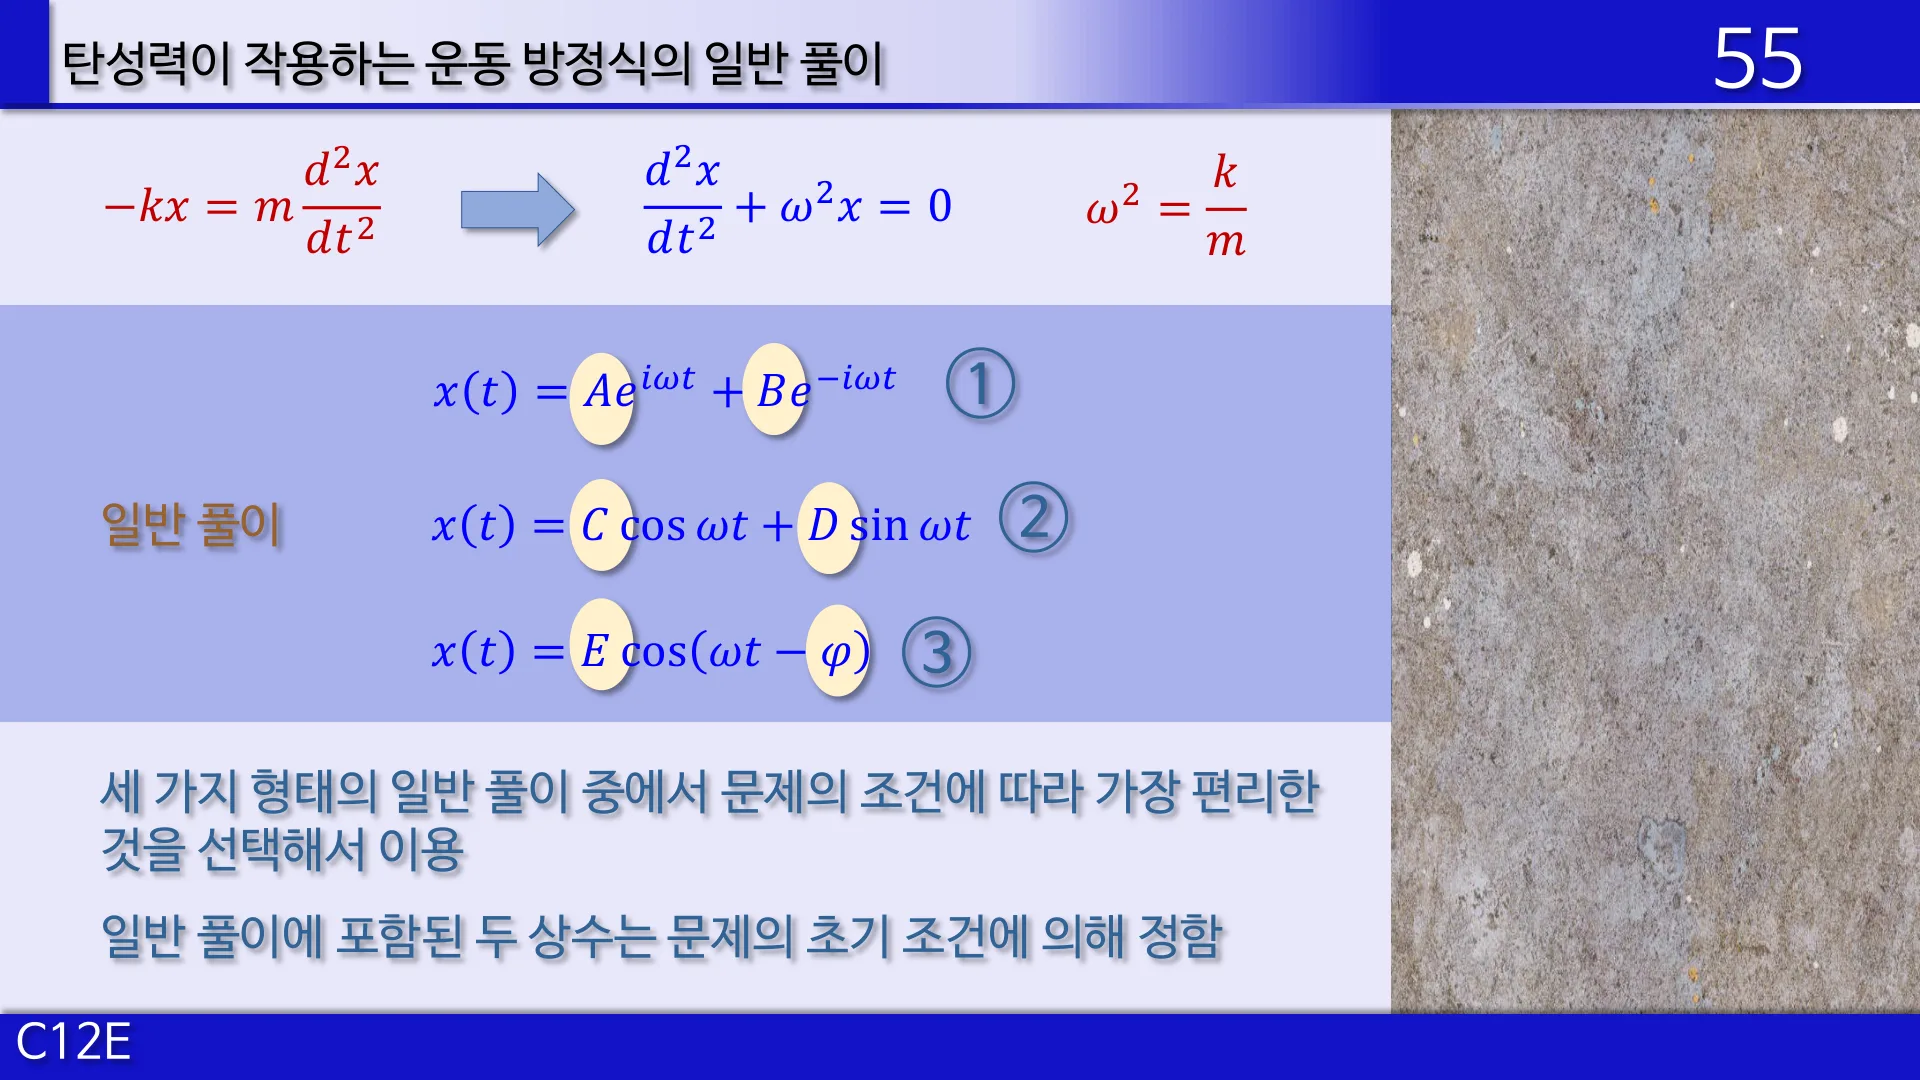 탄성력이 작용하는 운동 방정식의 일반 풀이
55
−kx = m d²x/dt²
d²x/dt² + ω²x = 0
ω² = k/m
x(t) = Ae^{iωt} + Be^{−iωt} ①
일반 풀이
x(t) = C cos ωt + D sin ωt ②
x(t) = E cos(ωt − φ) ③
세 가지 형태의 일반 풀이 중에서 문제의 조건에 따라 가장 편리한
것을 선택해서 이용
일반 풀이에 포함된 두 상수는 문제의 초기 조건에 의해 정함
C12E